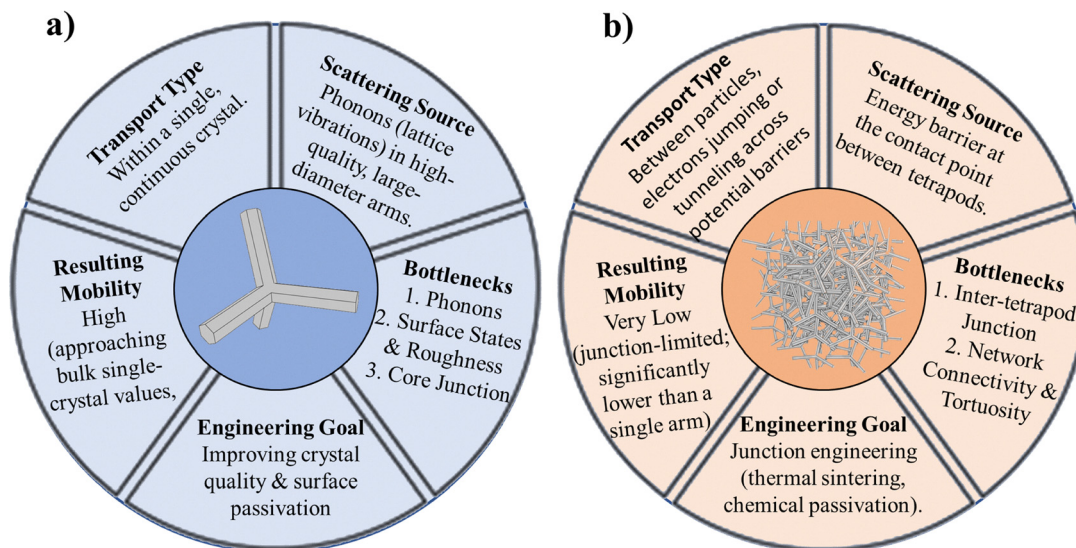 a)
Transport Type
Within a single,
continuous crystal.
Scattering Source
Phonons (lattice
vibrations) in high-
quality, large-
diameter arms.
Resulting
Mobility
High
(approaching
bulk single-
crystal values,
Bottlenecks
1. Phonons
2. Surface States
& Roughness
3. Core Junction
Engineering Goal
Improving crystal
quality & surface
passivation
b)
Transport Type
Between particles,
electrons jumping or
tunneling across
potential barriers
Scattering Source
Energy barrier at
the contact point
between tetrapods.
Resulting
Mobility
Very Low
(junction-limited;
significantly
lower than a
single arm)
Bottlenecks
1. Inter-tetrapod
Junction
2. Network
Connectivity &
Tortuosity
Engineering Goal
Junction engineering
(thermal sintering,
chemical passivation).